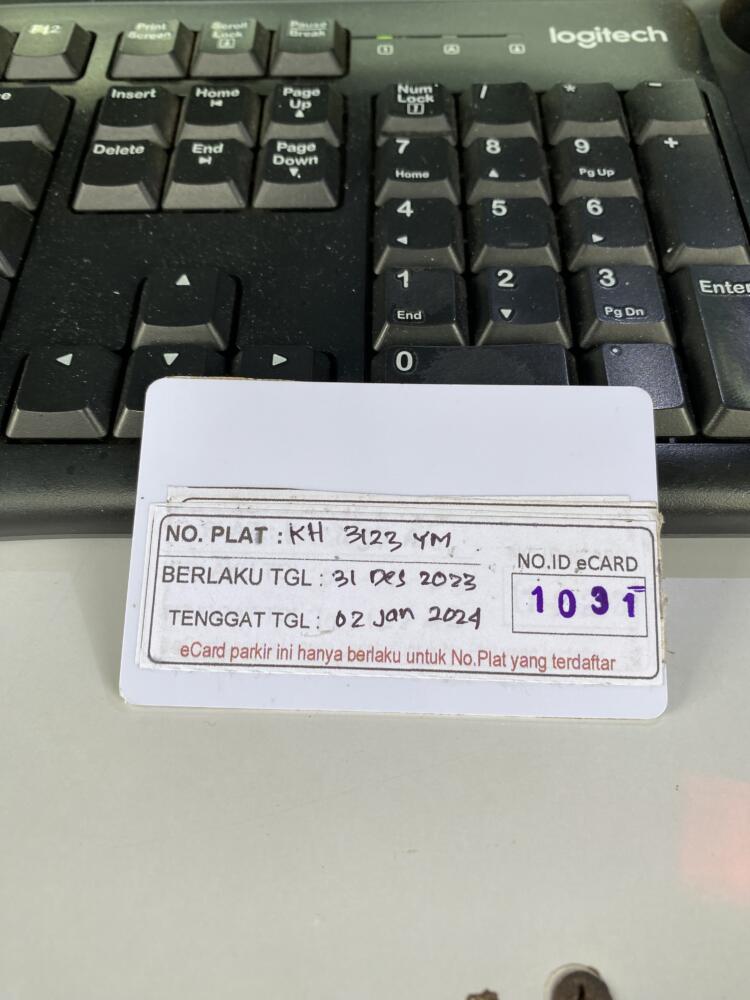 F12 Print Screen Scroll Lock Pause Break
1 A
logitech
Insert Home Page Up Num Lock / * -
Delete End Page Down 7 Home 8 9 Pg Up +
4 5 6
1 End 2 3 Pg Dn Enter
0 .
NO. PLAT : KH 3123 YM
NO.ID eCARD
BERLAKU TGL : 31 Des 2023
1031
TENGGAT TGL : 02 Jan 2024
eCard parkir ini hanya berlaku untuk No.Plat yang terdaftar